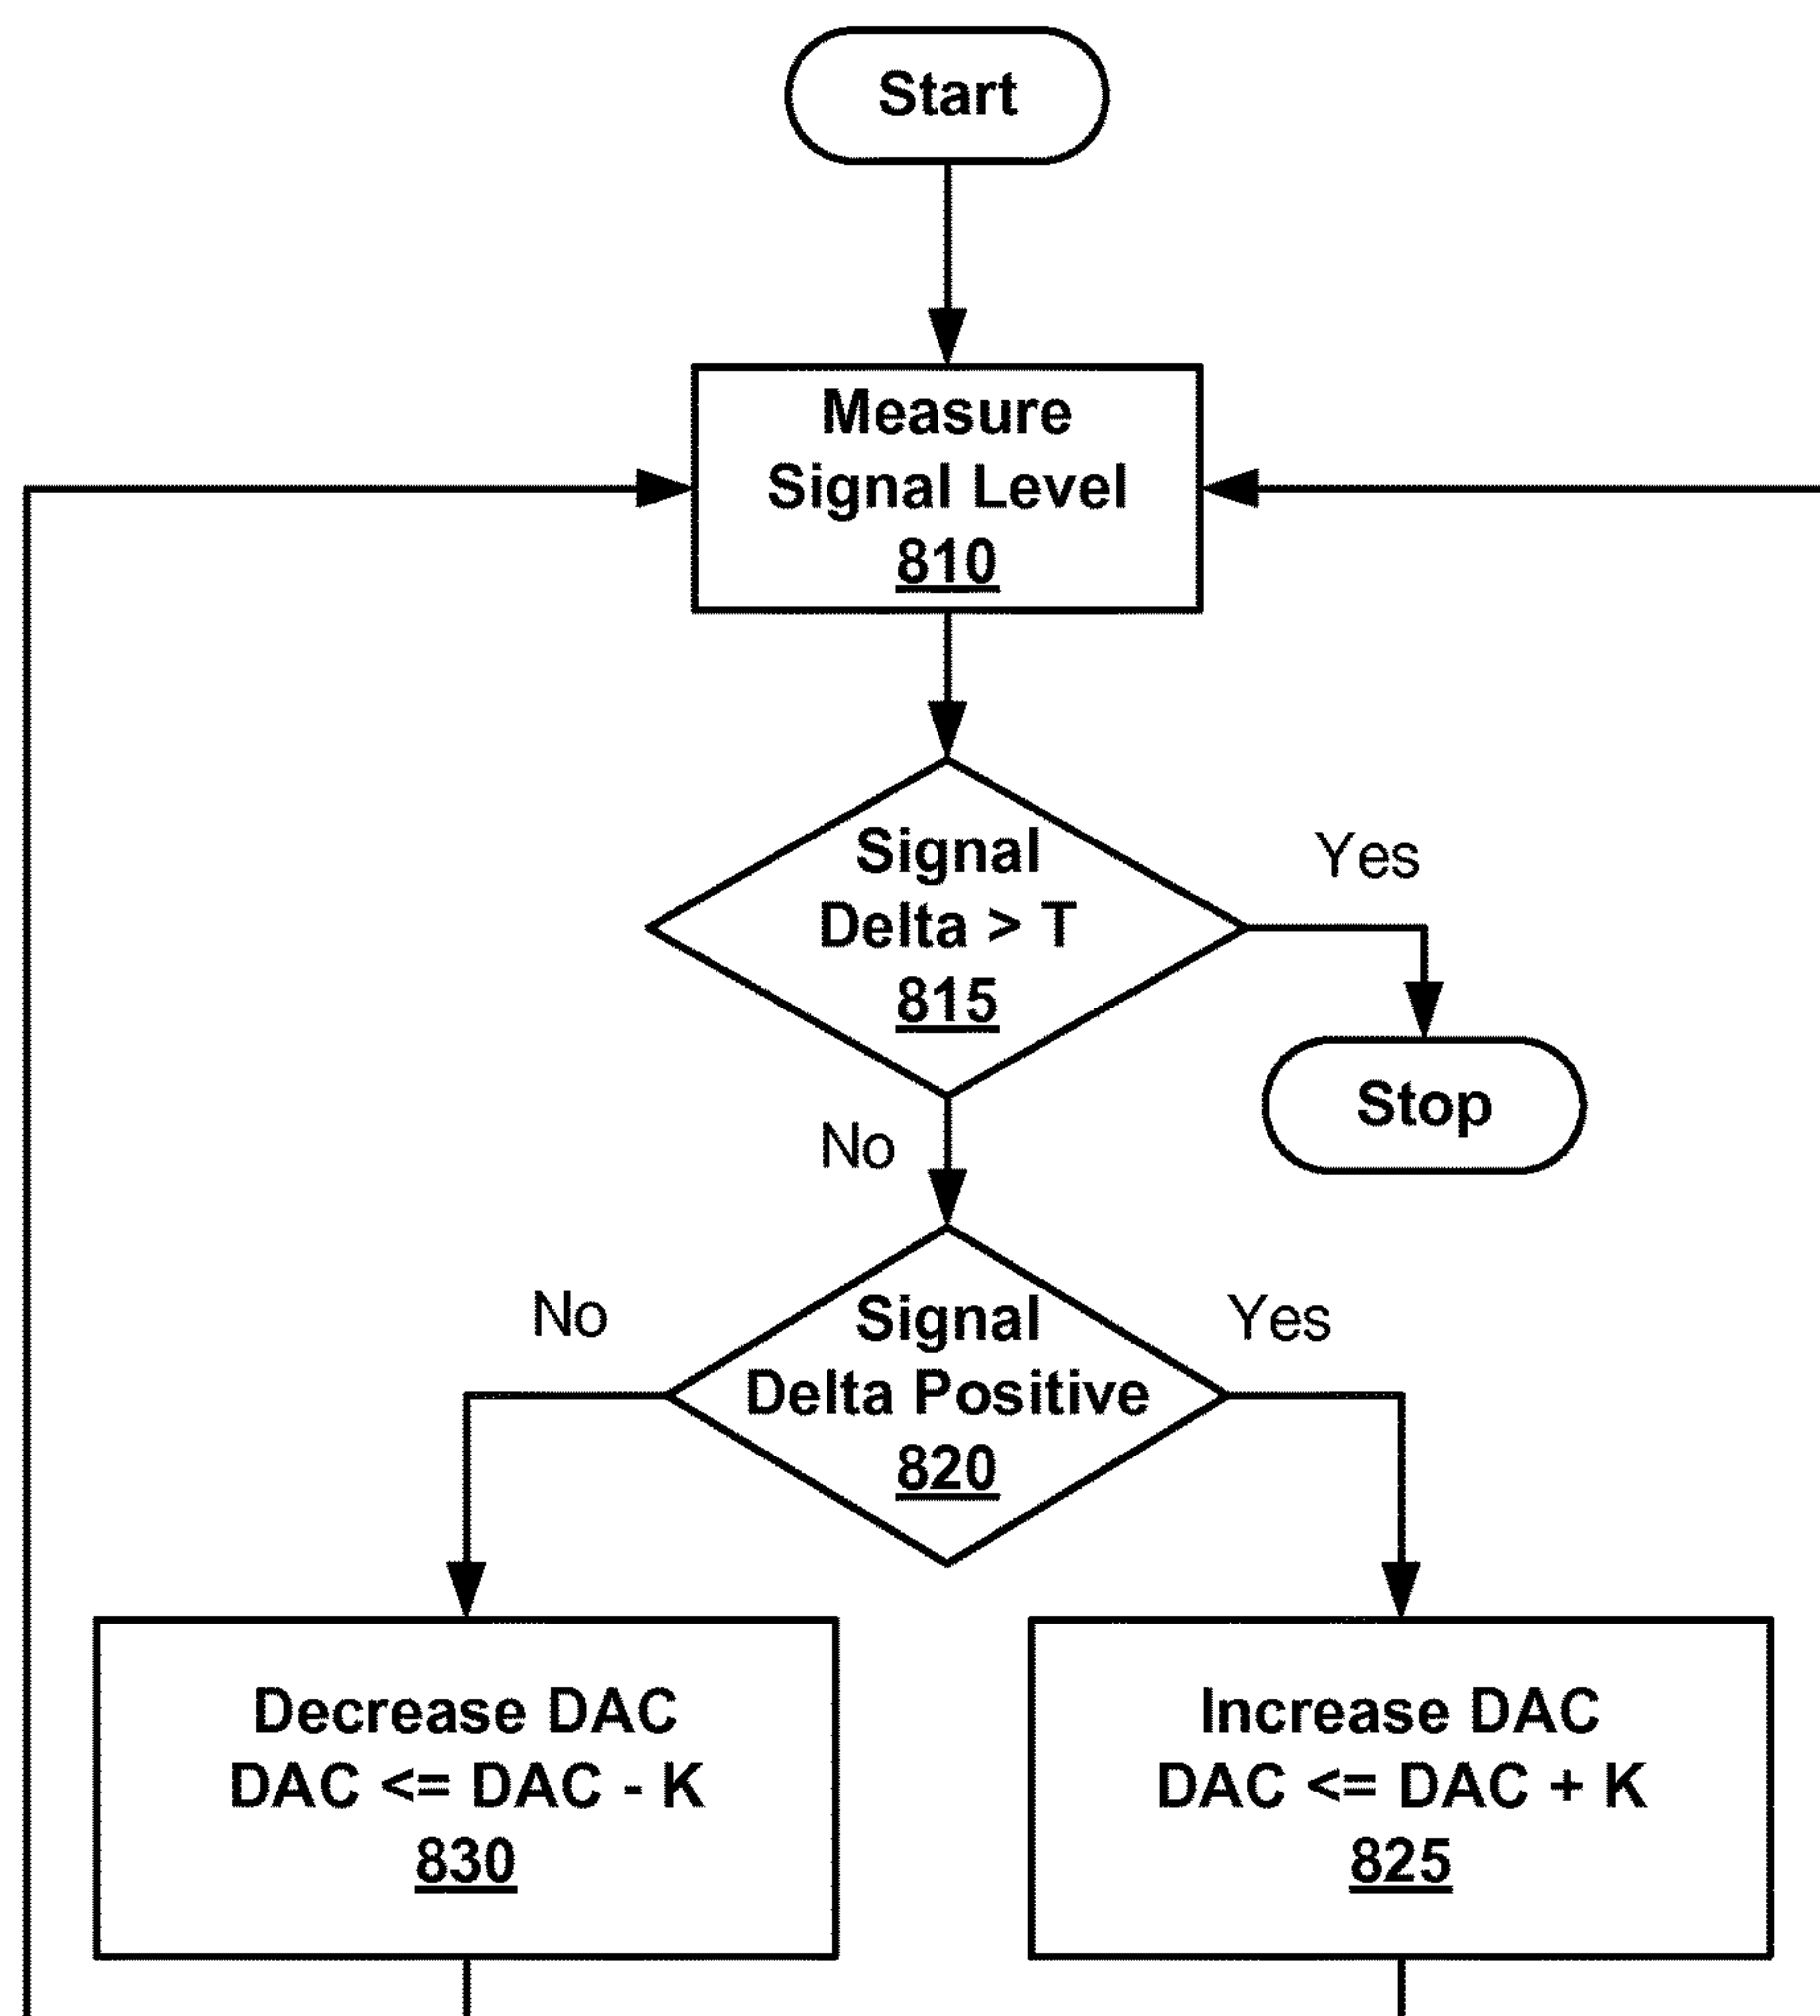 Start
Measure
Signal Level
810
Signal
Delta > T
815
Yes
Stop
No
Signal
Delta Positive
820
No
Yes
Decrease DAC
DAC <= DAC - K
830
Increase DAC
DAC <= DAC + K
825